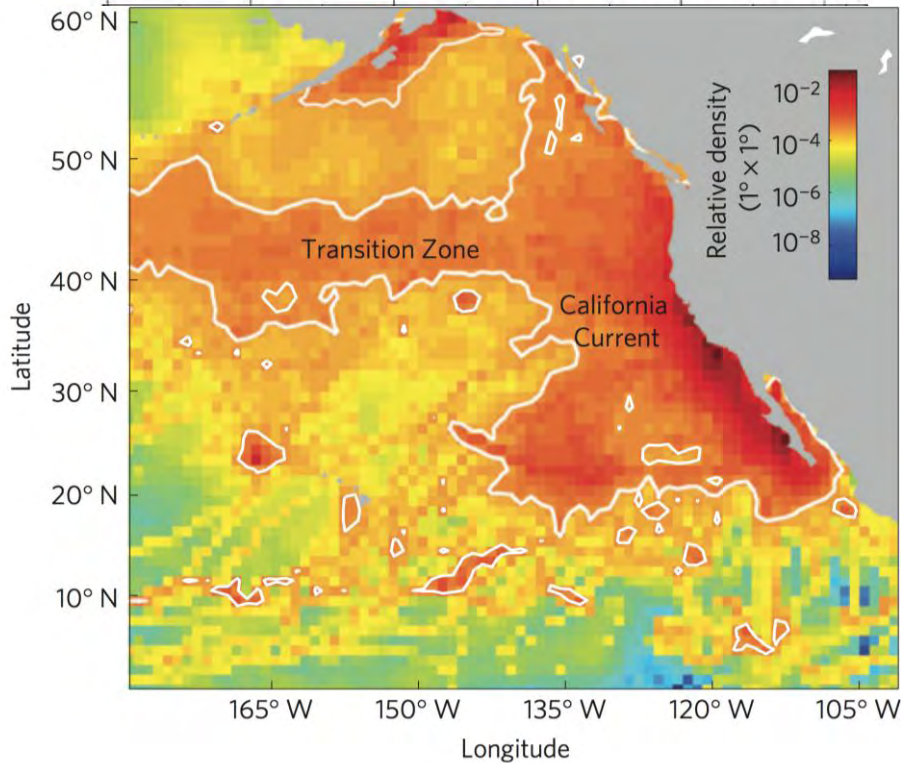 60° N
50° N
40° N
30° N
20° N
10° N
Latitude
Transition Zone
California
Current
Relative density
(1° × 1°)
10⁻²
10⁻⁴
10⁻⁶
10⁻⁸
165° W
150° W
135° W
120° W
105° W
Longitude